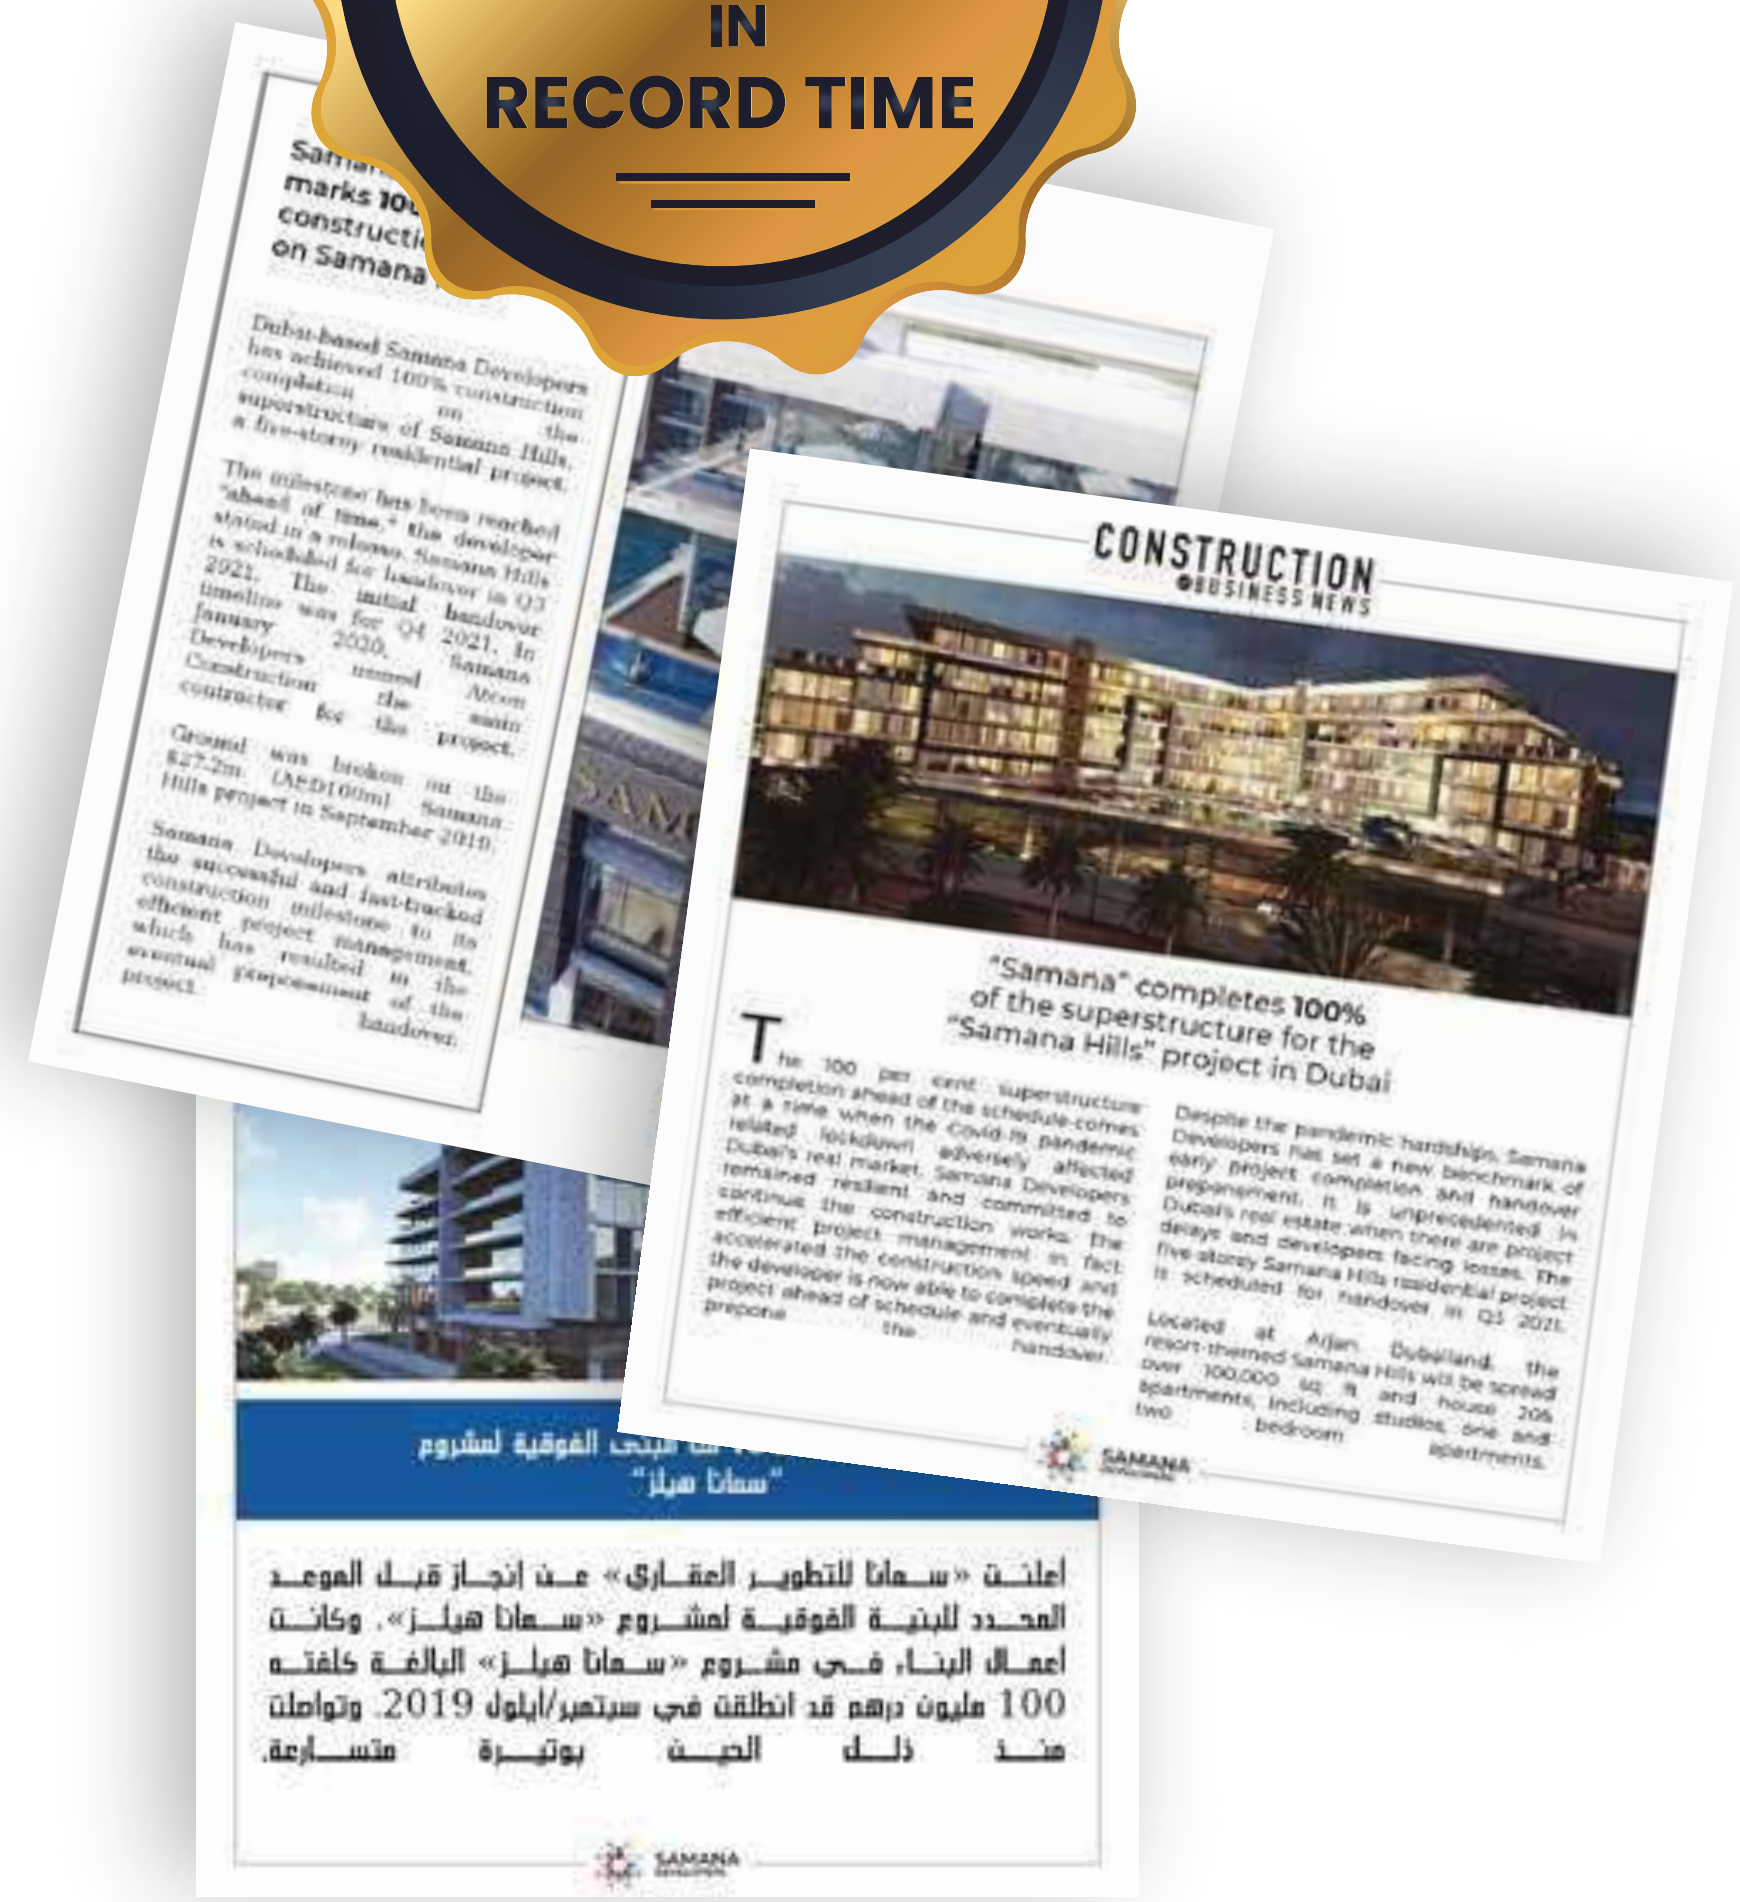 IN
RECORD TIME
marks
on Samana
Dubai-based Samana Developers
has achieved 100% construction
completion on the
superstructure of Samana Hills,
a five-storey residential project.
The milestone has been reached
"ahead of time," the developer
stated in a release. Samana Hills
is scheduled for handover in Q3
2021. The initial handover
timeline was for Q4 2021. In
January 2020, Samana
Developers named
Construction the main
contractor for the project.
Ground was broken on the
$27.2m (AED100m) Samana
Hills project in September 2019.
Samana Developers attributes
the successful and fast-tracked
construction milestone to its
efficient project management,
which has resulted in the
eventual preponement of the
project handover.
CONSTRUCTION
BUSINESS NEWS
“Samana” completes 100%
of the superstructure for the
“Samana Hills” project in Dubai
The 100 per cent superstructure
completion ahead of the schedule comes
at a time when the Covid-19 pandemic
related lockdown adversely affected
Dubai's real market. Samana Developers
remained resilient and committed to
continue the construction works. The
efficient project management in fact
accelerated the construction speed and
the developer is now able to complete the
project ahead of schedule and eventually
prepone the handover.
Despite the pandemic hardships, Samana
Developers has set a new benchmark of
early project completion and handover
preponement. It is unprecedented in
Dubai's real estate when there are project
delays and developers facing losses. The
five-storey Samana Hills residential project
is scheduled for handover in Q3 2021.
Located at Arjan, Dubailand, the
resort-themed Samana Hills will be spread
over 100,000 sq ft and house 206
apartments, including studios, one and
two bedroom apartments.
SAMANA
DEVELOPERS
الفوقية لمشروع
“سمانا هيلز”
أعلنت «سمانا للتطوير العقاري» عن إنجاز قبل الموعد
المحدد للبنية الفوقية لمشروع «سمانا هيلز». وكانت
أعمال البناء في مشروع «سمانا هيلز» البالغة كلفته
100 مليون درهم قد انطلقت في سبتمبر/أيلول 2019. وتواصلت
منذ ذلك الحين بوتيرة متسارعة.
SAMANA
DEVELOPERS